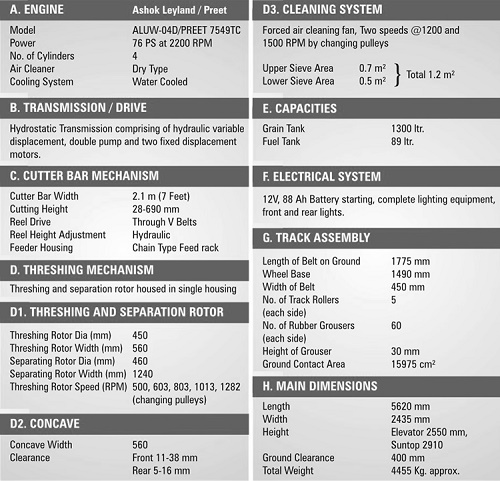 A. ENGINE Ashok Leyland / Preet
Model ALUW-04D/PREET 7549TC
Power 76 PS at 2200 RPM
No. of Cylinders 4
Air Cleaner Dry Type
Cooling System Water Cooled
B. TRANSMISSION / DRIVE
Hydrostatic Transmission comprising of hydraulic variable
displacement, double pump and two fixed displacement
motors.
C. CUTTER BAR MECHANISM
Cutter Bar Width 2.1 m (7 Feet)
Cutting Height 28-690 mm
Reel Drive Through V Belts
Reel Height Adjustment Hydraulic
Feeder Housing Chain Type Feed rack
D. THRESHING MECHANISM
Threshing and separation rotor housed in single housing
D1. THRESHING AND SEPARATION ROTOR
Threshing Rotor Dia (mm) 450
Threshing Rotor Width (mm) 560
Separating Rotor Dia (mm) 460
Separating Rotor Width (mm) 1240
Threshing Rotor Speed (RPM) 500, 603, 803, 1013, 1282
(changing pulleys)
D2. CONCAVE
Concave Width 560
Clearance Front 11-38 mm
Rear 5-16 mm
D3. CLEANING SYSTEM
Forced air cleaning fan, Two speeds @1200 and
1500 RPM by changing pulleys
Upper Sieve Area 0.7 m²
Lower Sieve Area 0.5 m² } Total 1.2 m²
E. CAPACITIES
Grain Tank 1300 ltr.
Fuel Tank 89 ltr.
F. ELECTRICAL SYSTEM
12V, 88 Ah Battery starting, complete lighting equipment,
front and rear lights.
G. TRACK ASSEMBLY
Length of Belt on Ground 1775 mm
Wheel Base 1490 mm
Width of Belt 450 mm
No. of Track Rollers 5
(each side)
No. of Rubber Grousers 60
(each side)
Height of Grouser 30 mm
Ground Contact Area 15975 cm²
H. MAIN DIMENSIONS
Length 5620 mm
Width 2435 mm
Height Elevator 2550 mm,
Suntop 2910
Ground Clearance 400 mm
Total Weight 4455 Kg. approx.